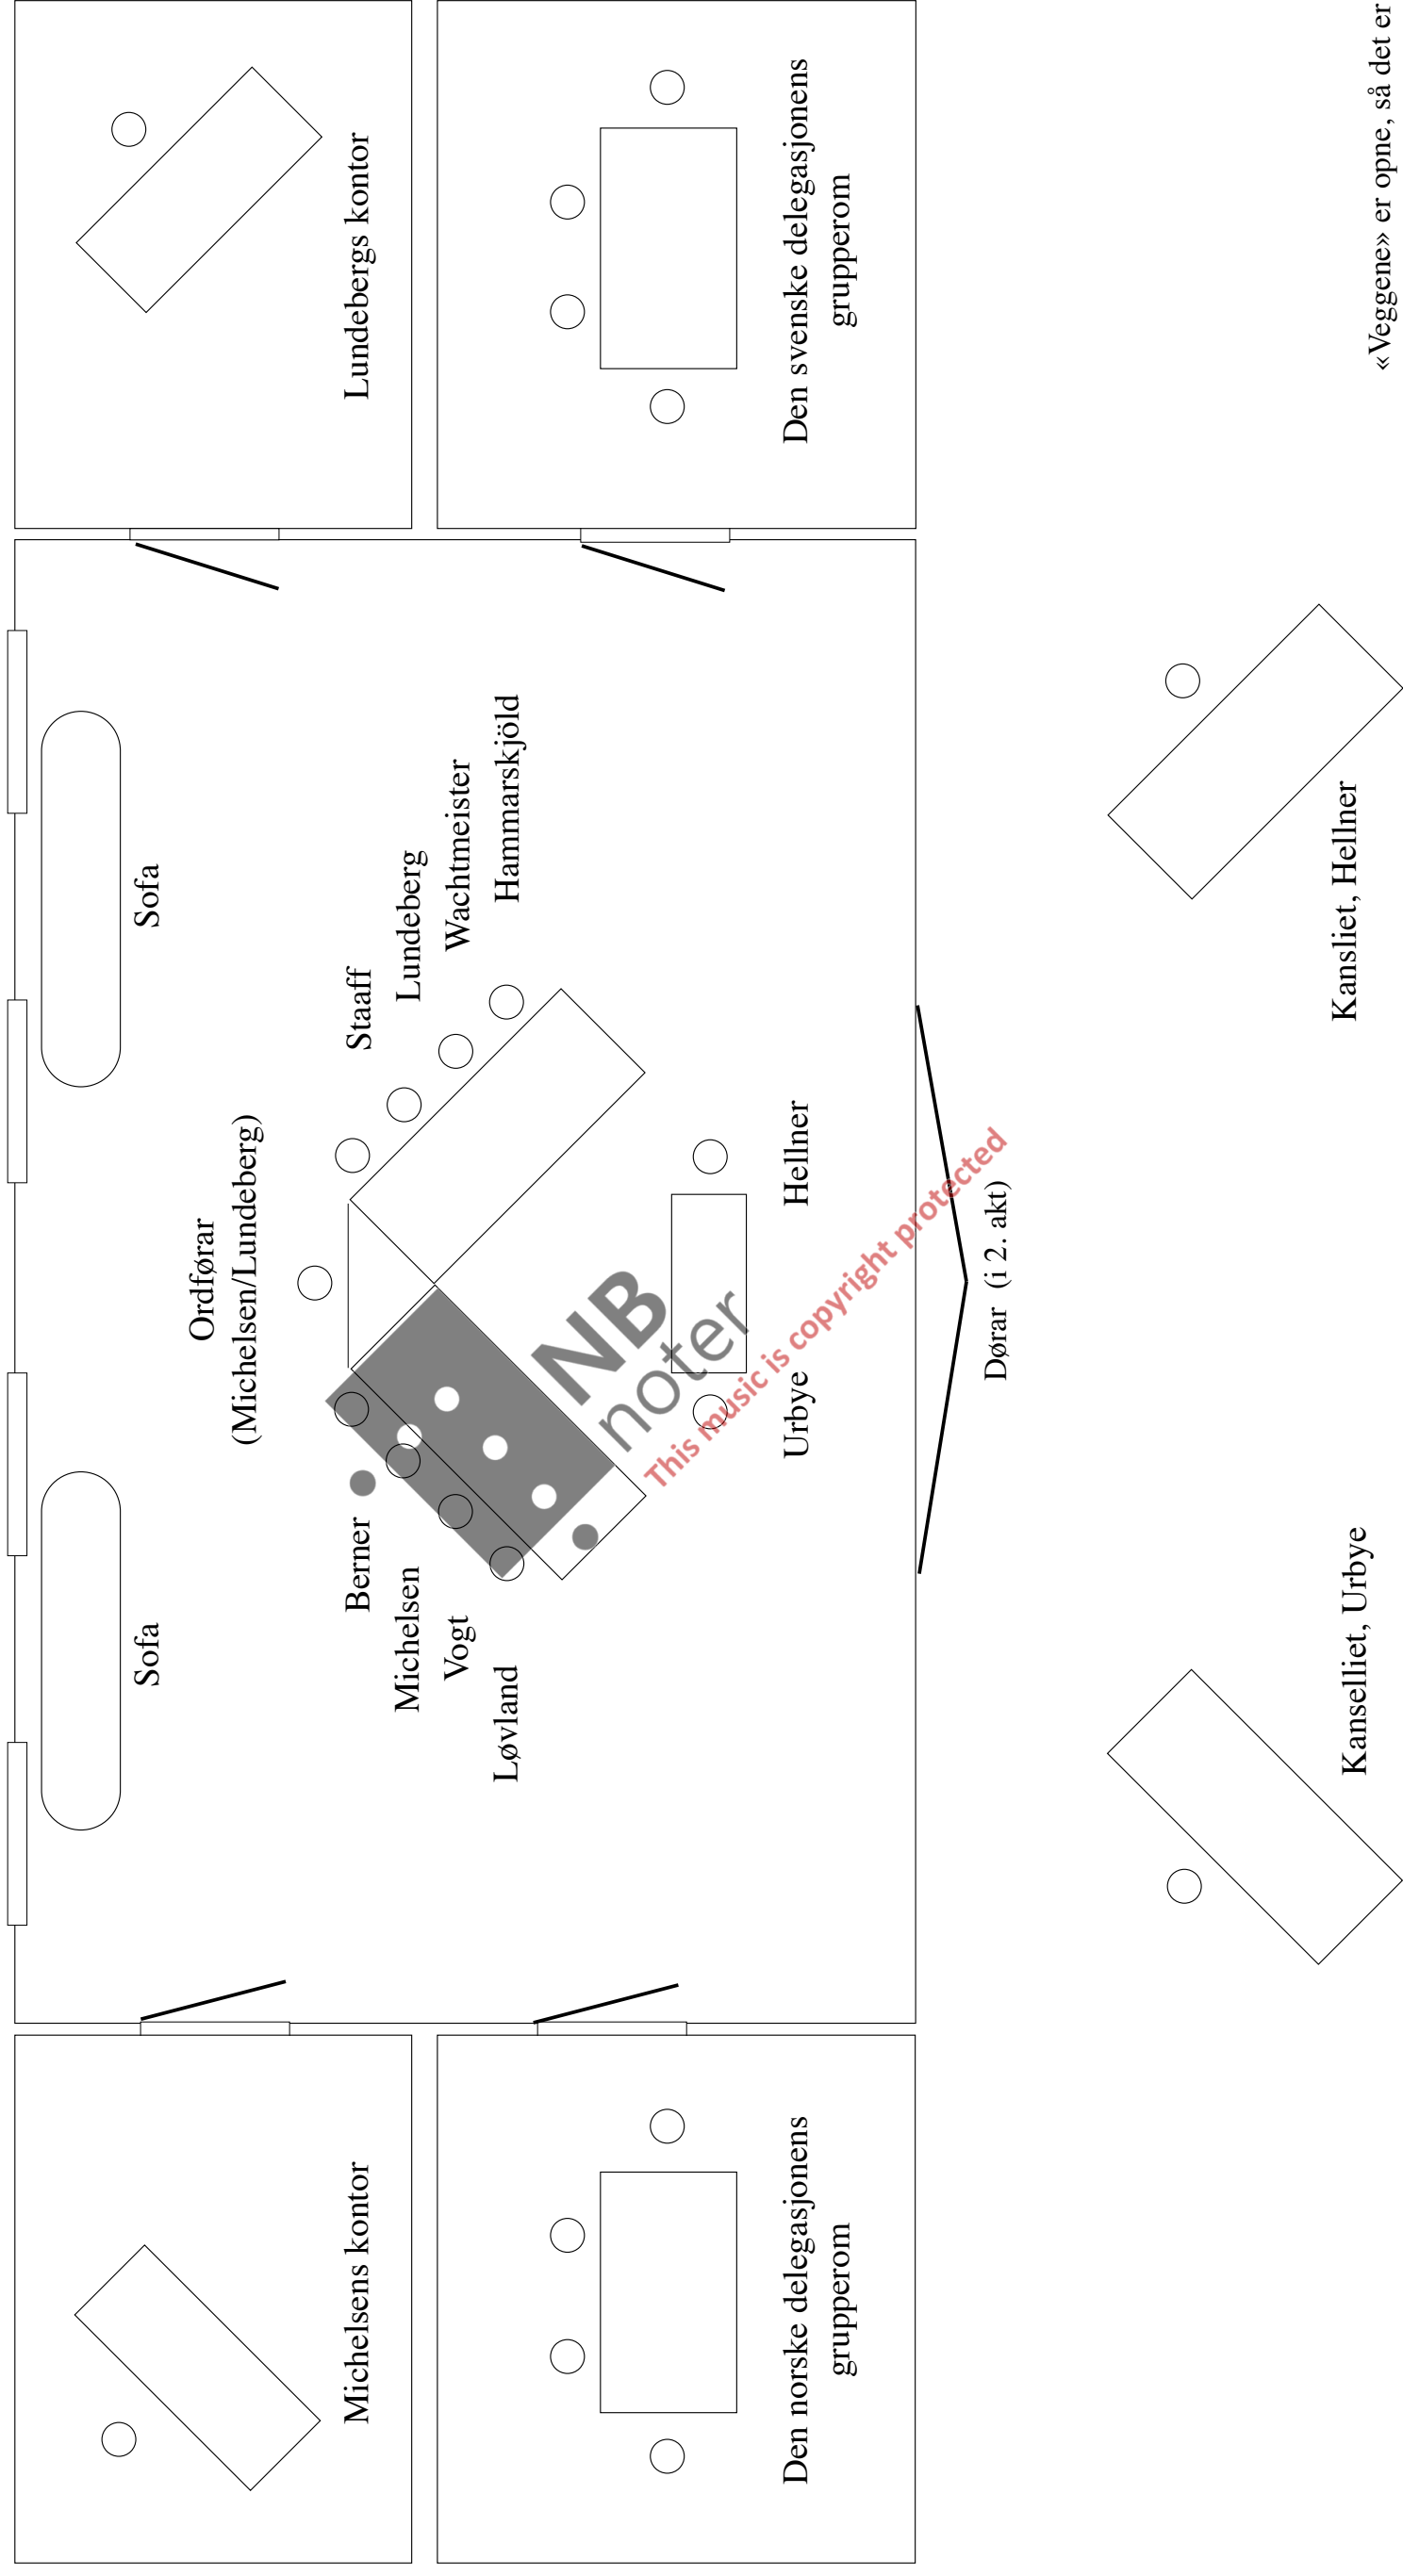 Ordførar
(Michelsen/Lundeberg)
Sofa
Sofa
Berner
Michelsen
Vogt
Løvland
Staaff
Lundeberg
Wachtmeister
Hammarskjöld
Michelsens kontor
Lundebergs kontor
Urbye
Hellner
Den norske delegasjonens
grupperom
Den svenske delegasjonens
grupperom
Dørar (i 2. akt)
Kanselliet, Urbye
Kansliet, Hellner
«Veggene» er opne, så det er
NB
noter
This music is copyright protected